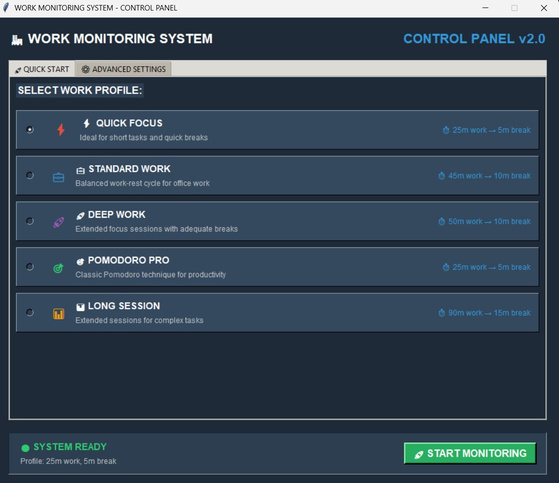 WORK MONITORING SYSTEM - CONTROL PANEL
WORK MONITORING SYSTEM
CONTROL PANEL v2.0
QUICK START
ADVANCED SETTINGS
SELECT WORK PROFILE:
QUICK FOCUS
Ideal for short tasks and quick breaks
25m work → 5m break
STANDARD WORK
Balanced work-rest cycle for office work
45m work → 10m break
DEEP WORK
Extended focus sessions with adequate breaks
50m work → 10m break
POMODORO PRO
Classic Pomodoro technique for productivity
25m work → 5m break
LONG SESSION
Extended sessions for complex tasks
90m work → 15m break
SYSTEM READY
Profile: 25m work, 5m break
START MONITORING